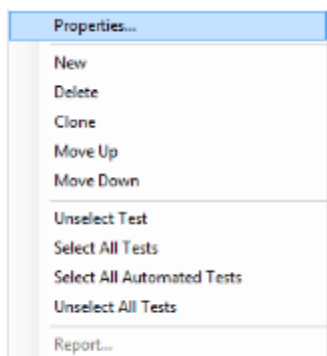 Properties...
New
Delete
Clone
Move Up
Move Down
Unselect Test
Select All Tests
Select All Automated Tests
Unselect All Tests
Report...